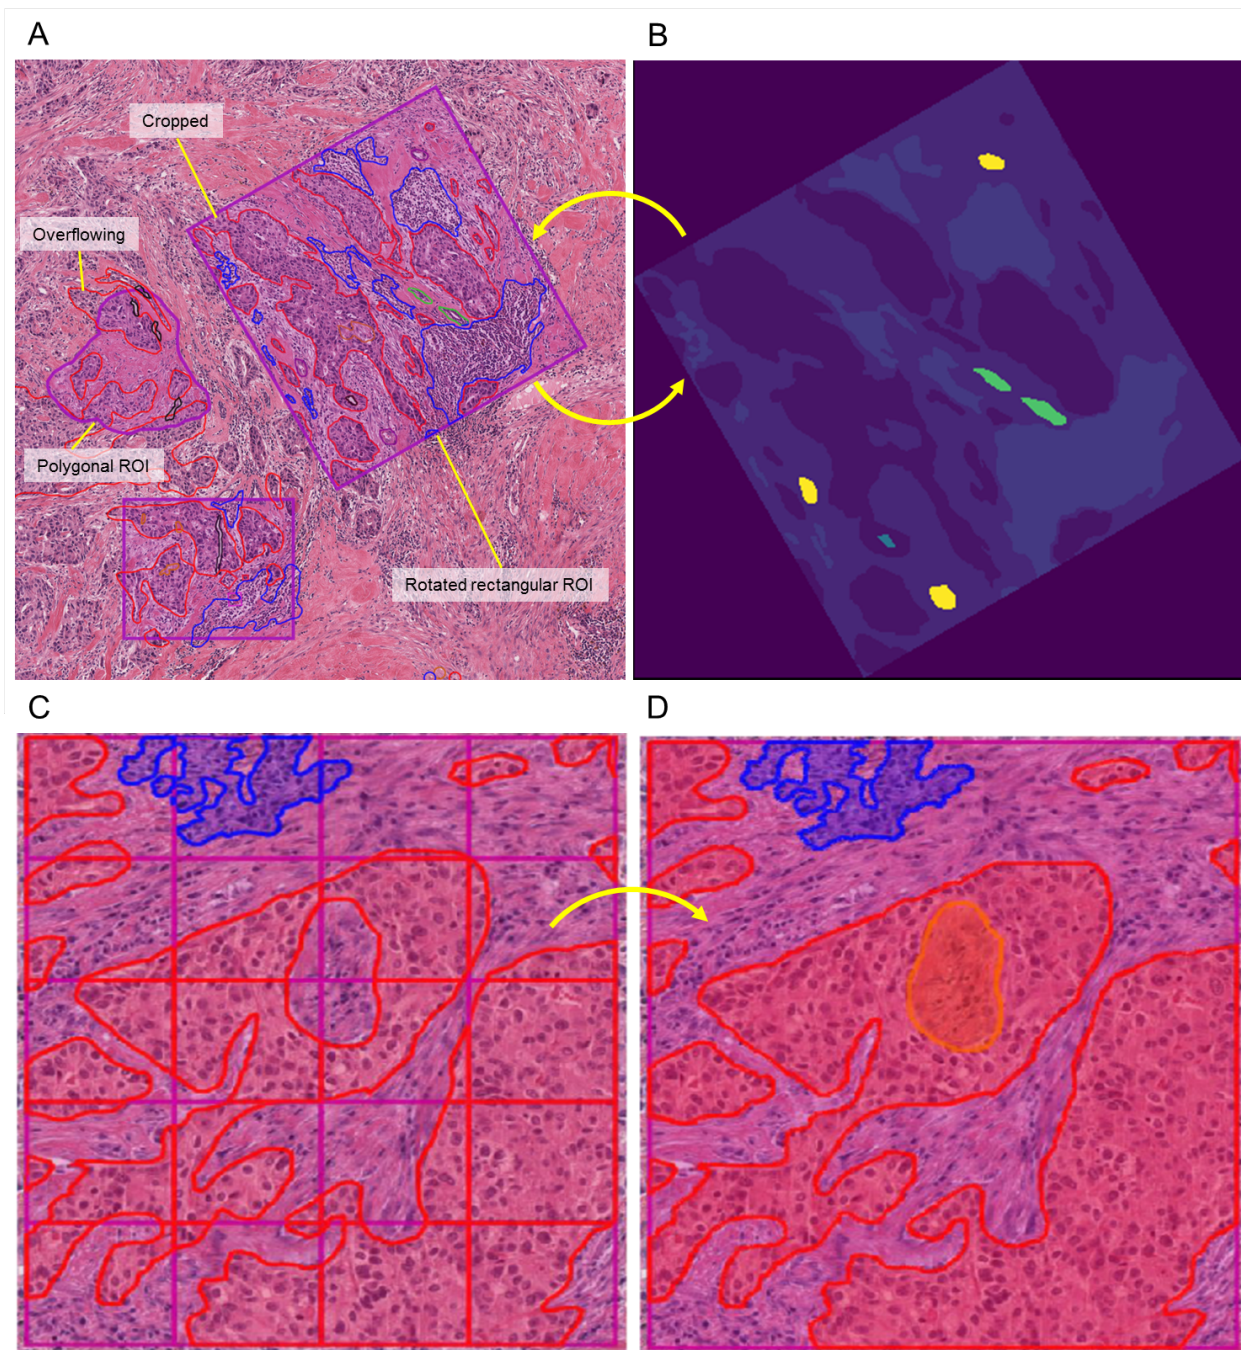 A
B
Cropped
Overflowing
Polygonal ROI
Rotated rectangular ROI
C
D